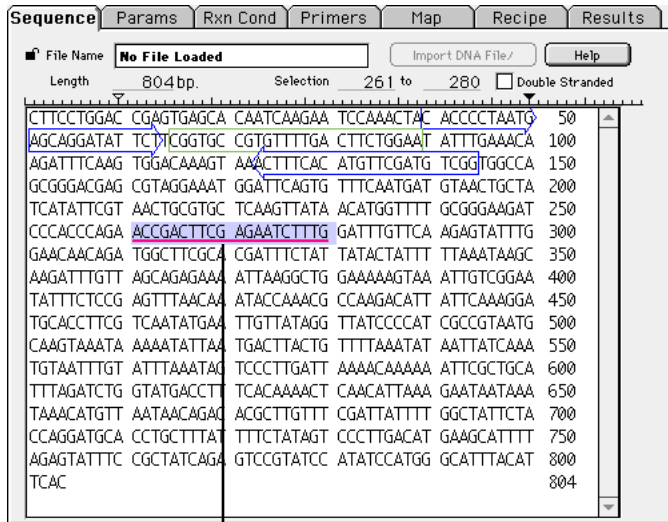 Sequence Params Rxn Cond Primers Map Recipe Results
File Name No File Loaded Import DNA File/ Help
Length 804 bp. Selection 261 to 280 Double Stranded
CTTCCTGGAC CGAGTGAGCA CAATCAAGAA TCCAAACTAC ACCCCTAATG 50
AGCAGGATAT TCTI CGGTGC CGTGTTTTGA CTTCTGGAAT ATTTGAAACA 100
AGATTTCAAG TGGACAAAGT AAACTTTCAC ATGTTCGATG TCGGTGGCCA 150
GCGGGACGAG CGTAGGAAAT GGATTCAGTG TTTCAATGAT GTAACTGCTA 200
TCATATTCGT AACTGCGTGC TCAAGTTATA ACATGGTTTT GCGGGAAGAT 250
CCCACCCAGA ACCGACTTCG AGAATCTTTG GATTTGTTCA AGAGTATTTG 300
GAACAACAGA TGGCTTCGCA CGATTTCTAT TATACTATTT TTAAATAAGC 350
AAGATTTGTT AGCAGAGAAA ATTAAGGCTG GAAAAAGTAA ATTGTCGGAA 400
TATTTCTCCG AGTTTAACAA ATACCAAACG CCAAGACATT ATTCAAAGGA 450
TGCACCTTCG TCAATATGAA TTGTTATAGG TTATCCCCAT CGCCGTAATG 500
CAAGTAAATA AAAATATTAA TGACTTACTG TTTTAAATAT AATTATCAAA 550
TGTAATTTGT ATTTAAATAG TCCCTTGATT AAAACAAAAA ATTCGCTGCA 600
TTTAGATCTG GTATGACCTT TCACAAAACT CAACATTAAA GAATAATAAA 650
TAAACATGTT AATAACAGAC ACGCTTGTTT CGATTATTTT GGCTATTCTA 700
CCAGGATGCA CCTGCTTTAT TTTCTATAGT CCCTTGACAT GAAGCATTTT 750
AGAGTATTTC CGCTATCAGA GTCCGTATCC ATATCCATGG GCATTTACAT 800
TCAC 804